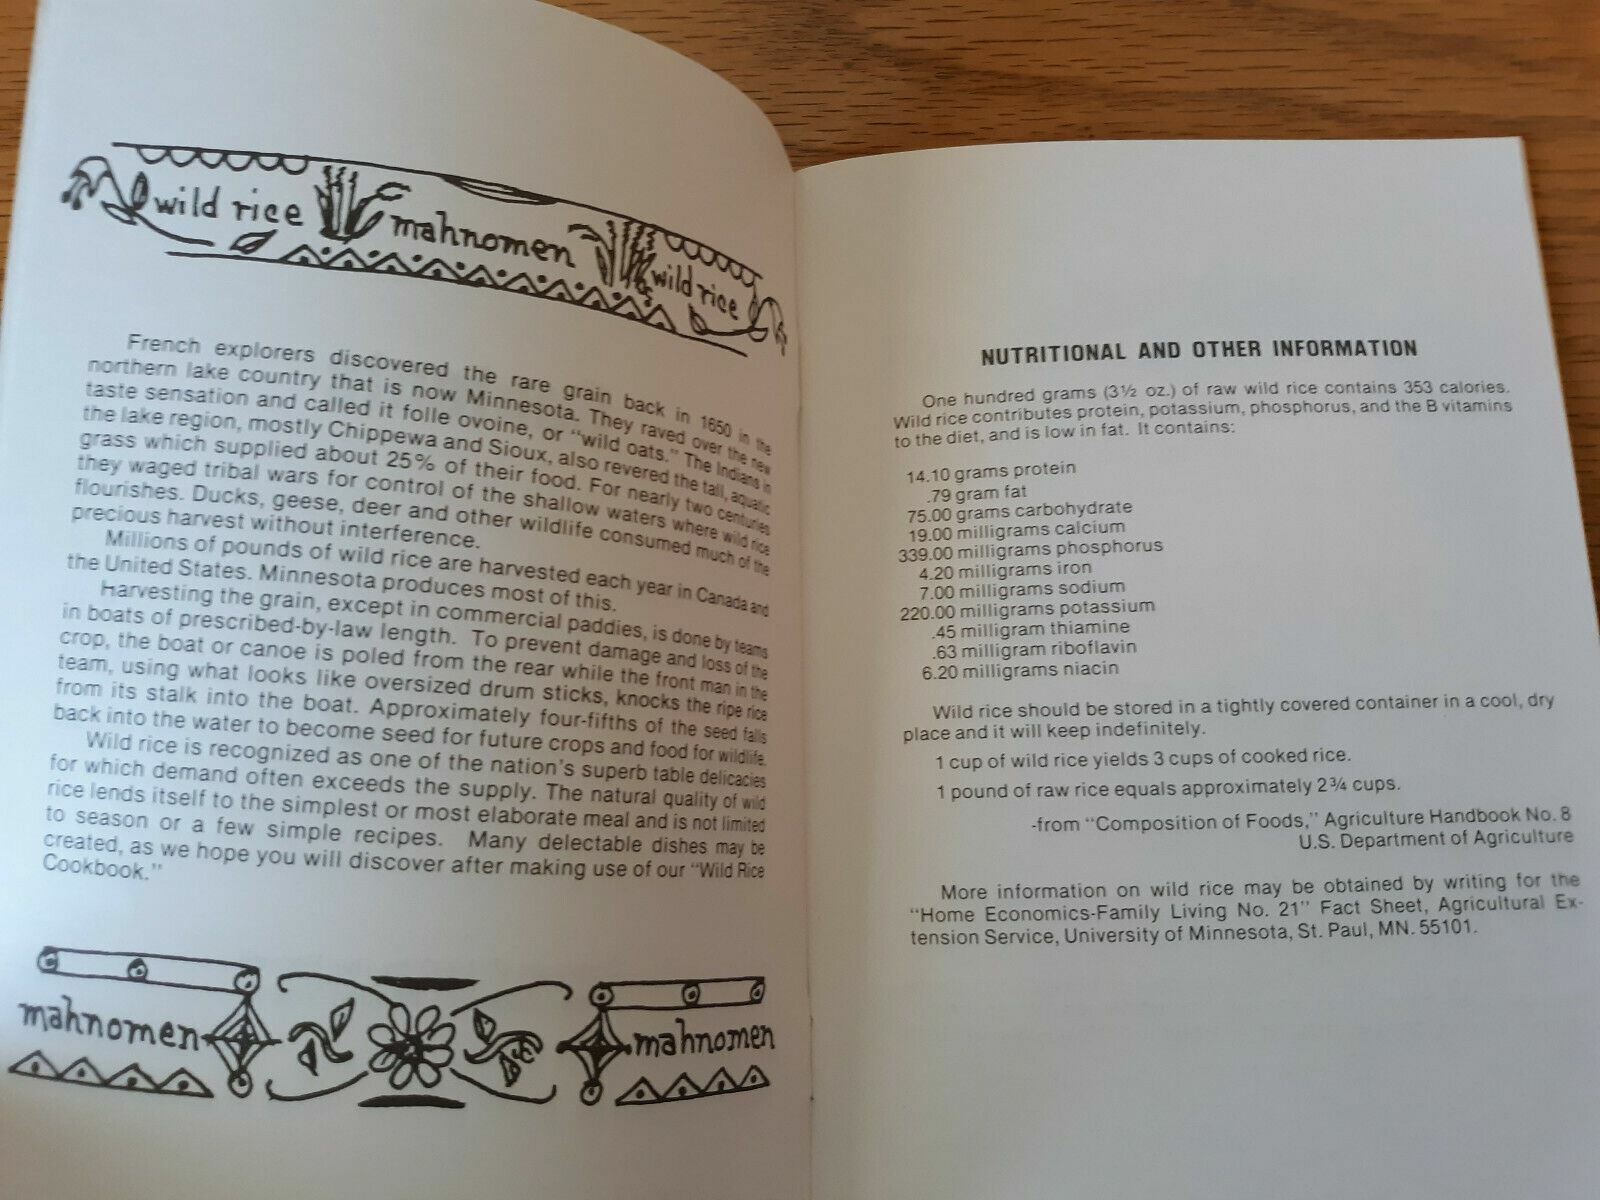 wild rice mahnomen wild rice
French explorers discovered the rare grain back in 1650 in the
northern lake country that is now Minnesota. They raved over the new
taste sensation and called it folle ovoine, or "wild oats." The Indians in
the lake region, mostly Chippewa and Sioux, also revered the tall, aquatic
grass which supplied about 25% of their food. For nearly two centuries
they waged tribal wars for control of the shallow waters where wild rice
flourishes. Ducks, geese, deer and other wildlife consumed much of the
precious harvest without interference.
Millions of pounds of wild rice are harvested each year in Canada and
the United States. Minnesota produces most of this.
Harvesting the grain, except in commercial paddies, is done by teams
in boats of prescribed-by-law length. To prevent damage and loss of the
crop, the boat or canoe is poled from the rear while the front man in the
team, using what looks like oversized drum sticks, knocks the ripe rice
from its stalk into the boat. Approximately four-fifths of the seed falls
back into the water to become seed for future crops and food for wildlife.
Wild rice is recognized as one of the nation's superb table delicacies
for which demand often exceeds the supply. The natural quality of wild
rice lends itself to the simplest or most elaborate meal and is not limited
to season or a few simple recipes. Many delectable dishes may be
created, as we hope you will discover after making use of our "Wild Rice
Cookbook."
mahnomen mahnomen
NUTRITIONAL AND OTHER INFORMATION
One hundred grams (3½ oz.) of raw wild rice contains 353 calories.
Wild rice contributes protein, potassium, phosphorus, and the B vitamins
to the diet, and is low in fat. It contains:
14.10 grams protein
.79 gram fat
75.00 grams carbohydrate
19.00 milligrams calcium
339.00 milligrams phosphorus
4.20 milligrams iron
7.00 milligrams sodium
220.00 milligrams potassium
.45 milligram thiamine
.63 milligram riboflavin
6.20 milligrams niacin
Wild rice should be stored in a tightly covered container in a cool, dry
place and it will keep indefinitely.
1 cup of wild rice yields 3 cups of cooked rice.
1 pound of raw rice equals approximately 2¾ cups.
-from "Composition of Foods," Agriculture Handbook No. 8
U.S. Department of Agriculture
More information on wild rice may be obtained by writing for the
"Home Economics-Family Living No. 21" Fact Sheet, Agricultural Ex-
tension Service, University of Minnesota, St. Paul, MN. 55101.